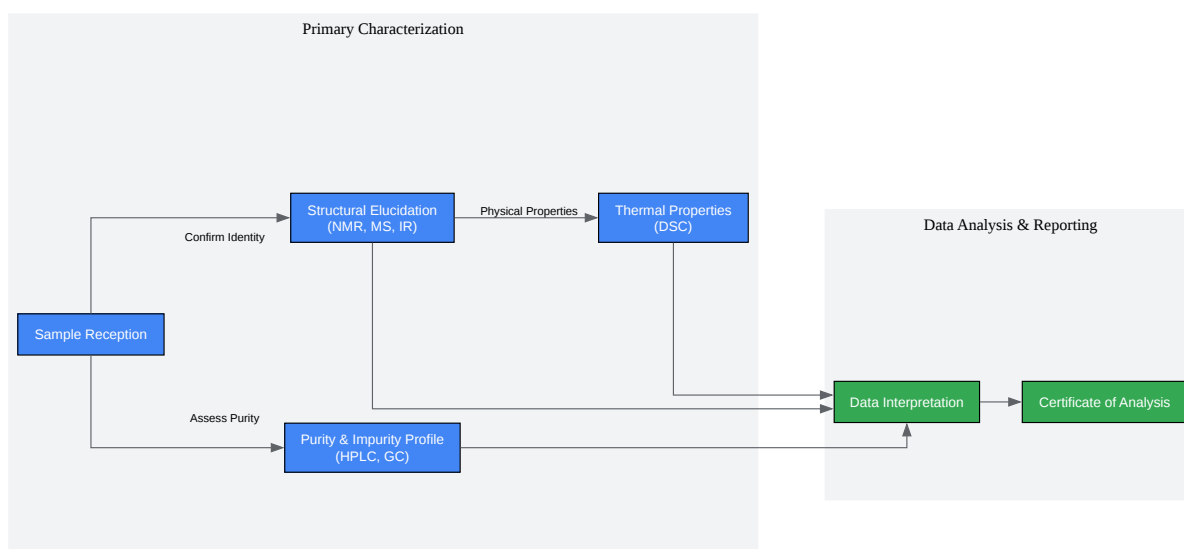 Primary Characterization
Structural Elucidation
(NMR, MS, IR)
Physical Properties
Thermal Properties
(DSC)
Confirm Identity
Sample Reception
Assess Purity
Purity & Impurity Profile
(HPLC, GC)
Data Analysis & Reporting
Data Interpretation
Certificate of Analysis